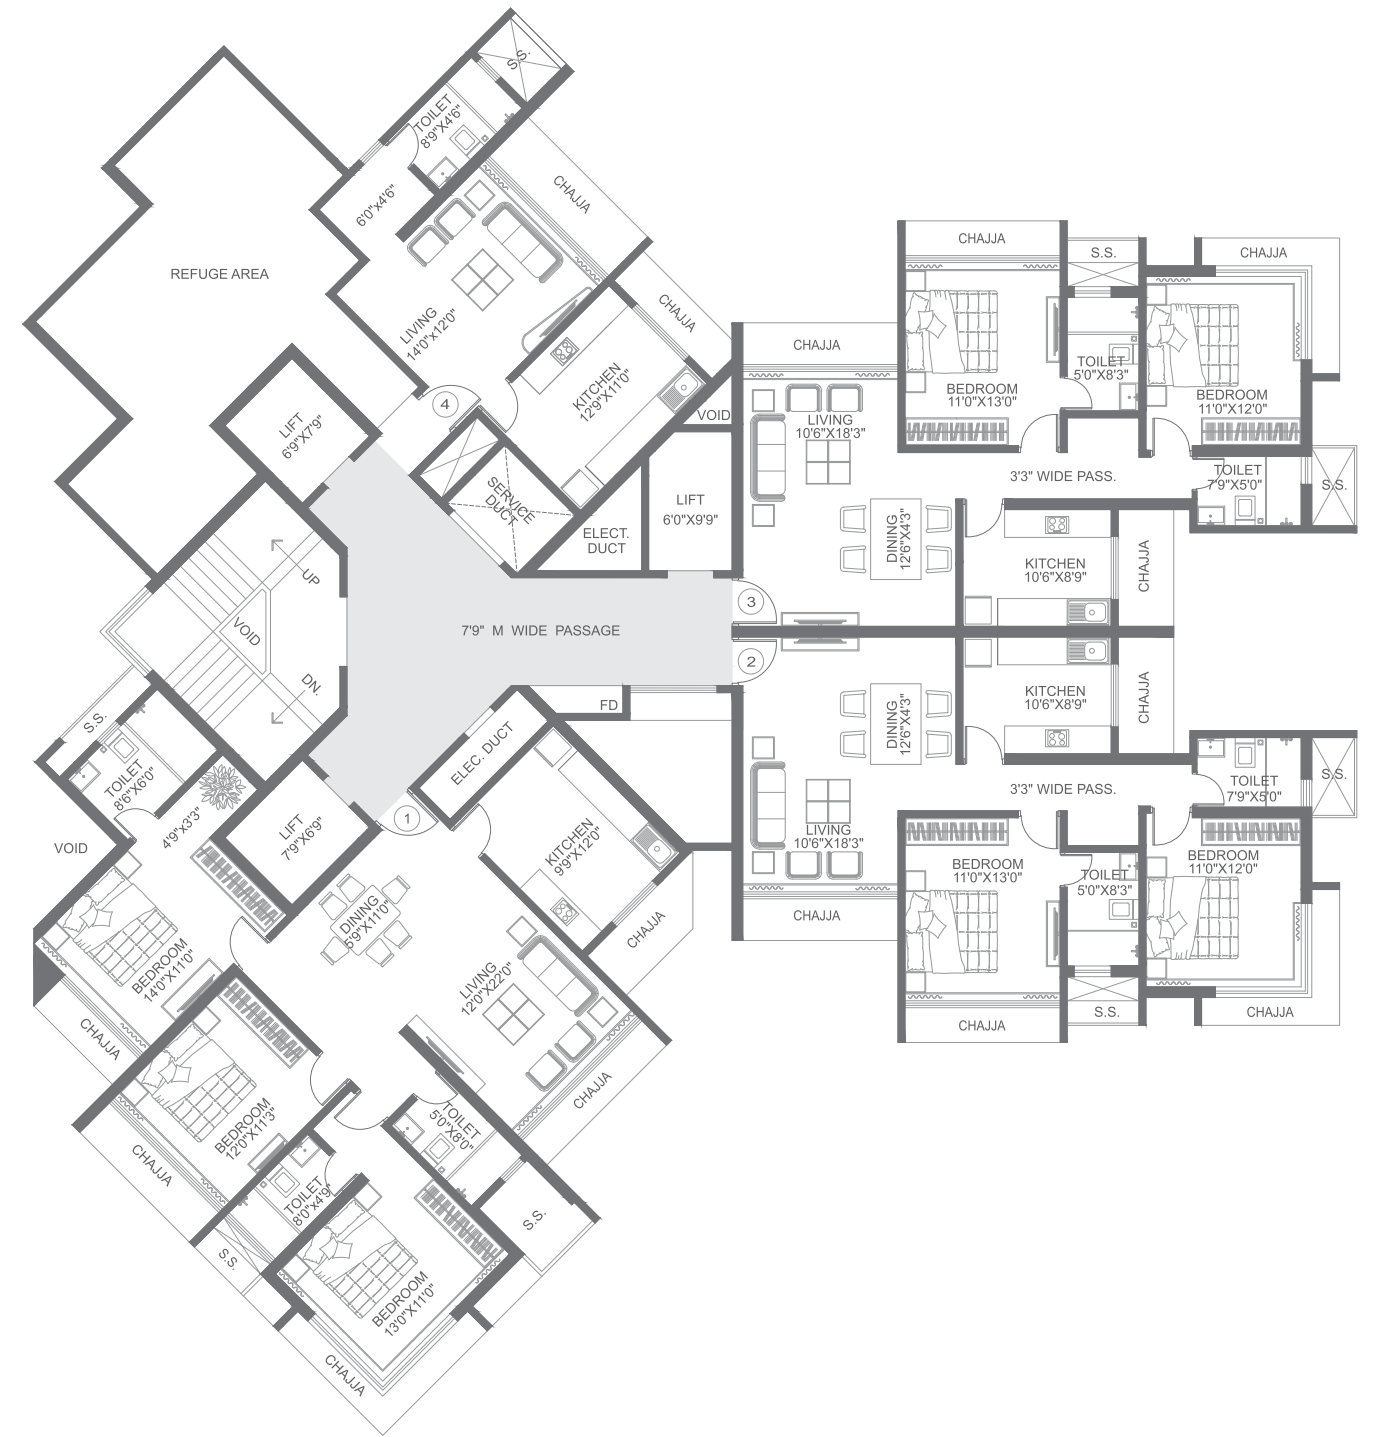 S.S.
TOILET
8'9"X4'6"
6'0"x4'6"
CHAJJA
REFUGE AREA
LIVING
14'0"x12'0"
CHAJJA
KITCHEN
12'9"X11'0"
4
LIFT
6'9"X7'9"
VOID
SERVICE
DUCT
ELECT.
DUCT
LIFT
6'0"X9'9"
UP
VOID
DN.
7'9" M WIDE PASSAGE
FD
ELEC. DUCT
CHAJJA
LIVING
10'6"X18'3"
DINING
12'6"X4'3"
3
CHAJJA
BEDROOM
11'0"X13'0"
S.S.
TOILET
5'0"X8'3"
CHAJJA
BEDROOM
11'0"X12'0"
3'3" WIDE PASS.
TOILET
7'9"X5'0"
S.S.
KITCHEN
10'6"X8'9"
CHAJJA
2
KITCHEN
10'6"X8'9"
CHAJJA
DINING
12'6"X4'3"
LIVING
10'6"X18'3"
CHAJJA
3'3" WIDE PASS.
TOILET
7'9"X5'0"
S.S.
BEDROOM
11'0"X13'0"
TOILET
5'0"X8'3"
BEDROOM
11'0"X12'0"
CHAJJA
S.S.
CHAJJA
S.S.
TOILET
8'6"X6'0"
4'9"x3'3"
VOID
LIFT
7'9"X6'9"
1
KITCHEN
9'9"X12'0"
CHAJJA
DINING
5'9"X11'0"
LIVING
12'0"X22'0"
CHAJJA
BEDROOM
14'0"X11'0"
CHAJJA
BEDROOM
12'0"X11'3"
CHAJJA
TOILET
5'0"X8'0"
S.S.
TOILET
8'0"x4'9"
S.S.
BEDROOM
13'0"X11'0"
CHAJJA